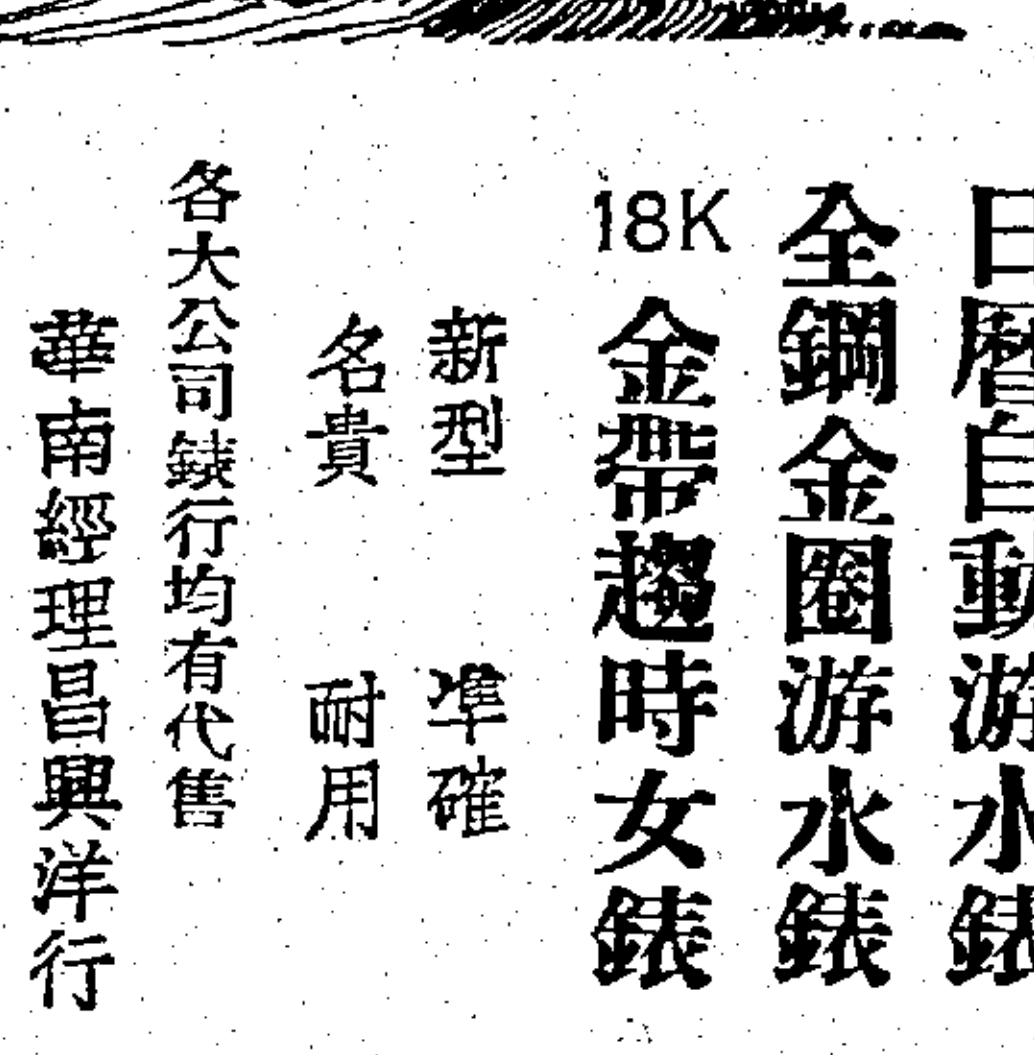 日曆自動游水錶
全鋼金圈游水錶
18K金帶趨時女錶
新型 準確
名貴 耐用
各大公司錶行均有代售
華南經理昌興洋行